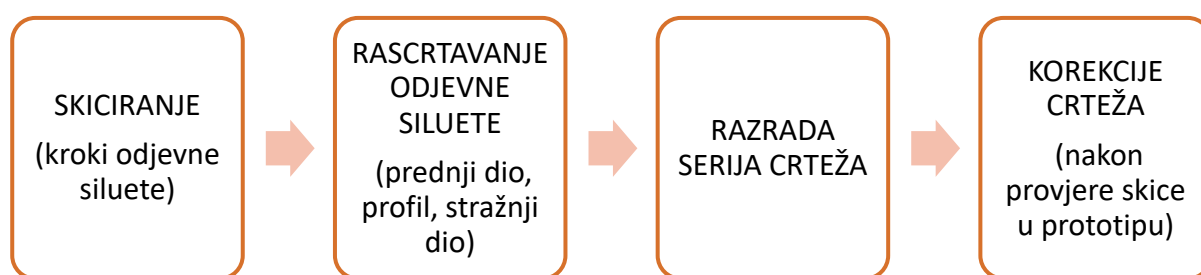 SKICIRANJE
(kroki odjevne
siluete)
RASCRTAVANJE
ODJEVNE
SILUETE
(prednji dio,
profil, stražnji
dio)
RAZRADA
SERIJA CRTEŽA
KOREKCIJE
CRTEŽA
(nakon
provjere skice
u prototipu)